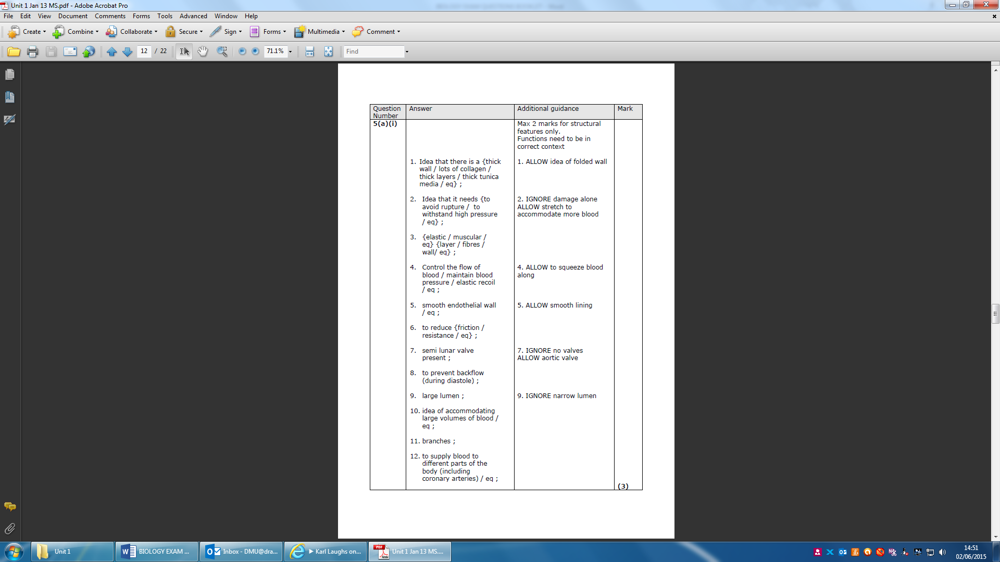 Unit 1 Jan 13 MS.pdf - Adobe Acrobat Pro
File Edit View Document Comments Forms Tools Advanced Window Help
Create Combine Collaborate Secure Sign Forms Multimedia Comment
12 / 22 71.1% Find
Question Number Answer Additional guidance Mark
5(a)(i)
Max 2 marks for structural
features only.
Functions need to be in
correct context
1. Idea that there is a {thick
wall / lots of collagen /
thick layers / thick tunica
media / eq} ;
1. ALLOW idea of folded wall
2. Idea that it needs {to
avoid rupture / to
withstand high pressure
/ eq} ;
2. IGNORE damage alone
ALLOW stretch to
accommodate more blood
3. {elastic / muscular /
eq} {layer / fibres /
wall/ eq} ;
4. Control the flow of
blood / maintain blood
pressure / elastic recoil
/ eq ;
4. ALLOW to squeeze blood
along
5. smooth endothelial wall
/ eq ;
5. ALLOW smooth lining
6. to reduce {friction /
resistance / eq} ;
7. semi lunar valve
present ;
7. IGNORE no valves
ALLOW aortic valve
8. to prevent backflow
(during diastole) ;
9. large lumen ;
9. IGNORE narrow lumen
10. idea of accommodating
large volumes of blood /
eq ;
11. branches ;
12. to supply blood to
different parts of the
body (including
coronary arteries) / eq ;
(3)
Unit 1 BIOLOGY EXAM ... Inbox - DMU@dra... Karl Laughs on... Unit 1 Jan 13 MS....
14:51
02/06/2015